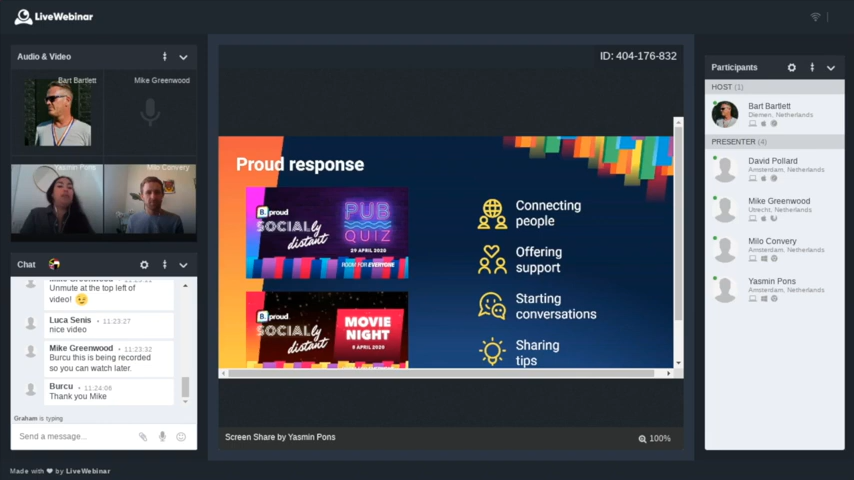 LiveWebinar
Audio & Video
Bart Bartlett
Mike Greenwood
Yasmin Pons
Milo Convery
Chat
Unmute at the top left of
video!
Luca Senis • 11:23:27
nice video
Mike Greenwood • 11:23:32
Burcu this is being recorded
so you can watch later.
Burcu • 11:24:08
Thank you Mike
Graham is typing
Send a message...
Made with ❤ by LiveWebinar
ID: 404-176-832
Proud response
B.proud
SOCIALly
distant
PUB
QUIZ
29 APRIL 2020
ROOM FOR EVERYONE
B.proud
SOCIALly
distant
MOVIE
NIGHT
9 APRIL 2020
Connecting
people
Offering
support
Starting
conversations
Sharing
tips
Screen Share by Yasmin Pons
100%
Participants
HOST (1)
Bart Bartlett
Diemen, Netherlands
PRESENTER (4)
David Pollard
Amsterdam, Netherlands
Mike Greenwood
Utrecht, Netherlands
Milo Convery
Amsterdam, Netherlands
Yasmin Pons
Amsterdam, Netherlands